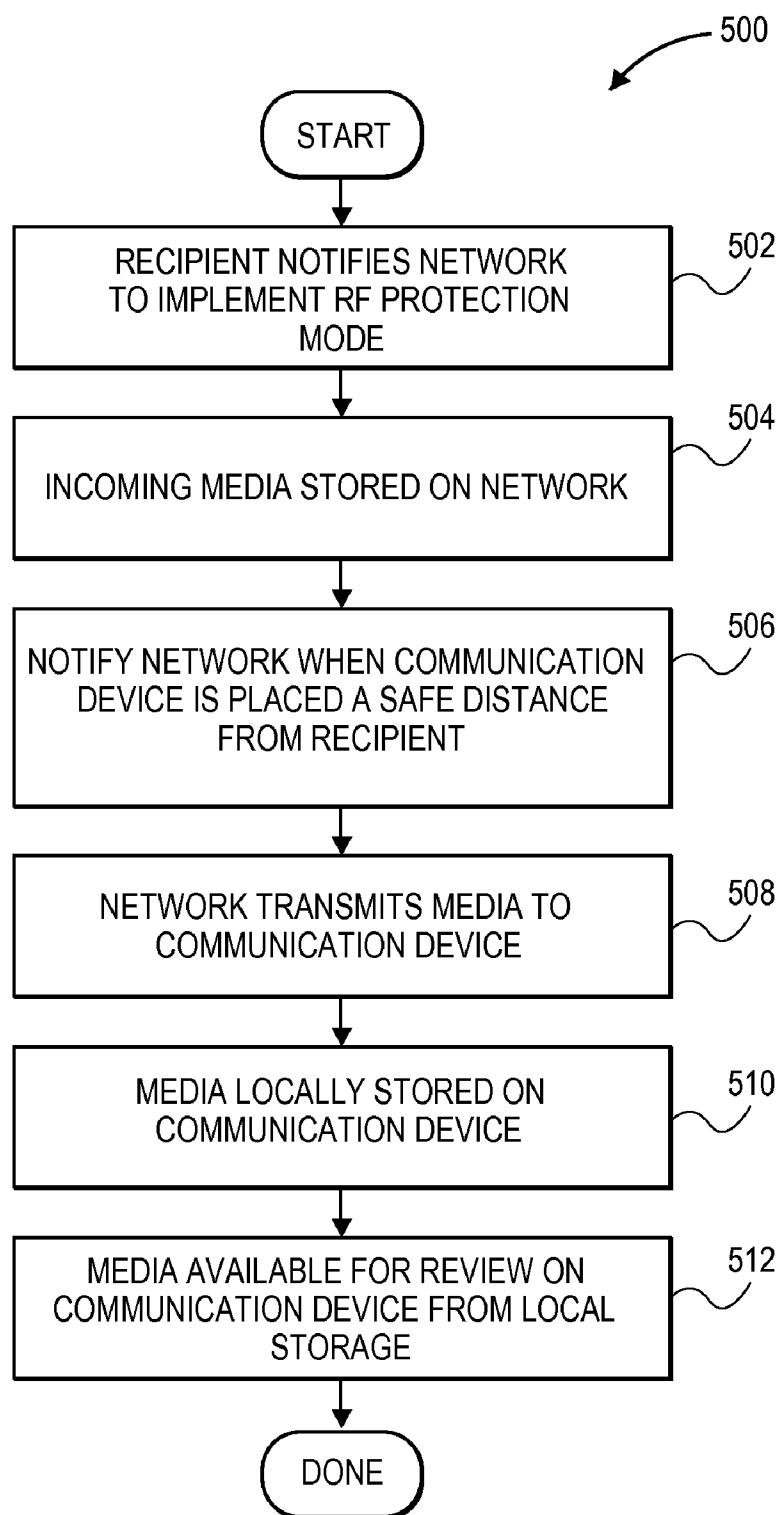 500
START
RECIPIENT NOTIFIES NETWORK
TO IMPLEMENT RF PROTECTION
MODE
502
INCOMING MEDIA STORED ON NETWORK
504
NOTIFY NETWORK WHEN COMMUNICATION
DEVICE IS PLACED A SAFE DISTANCE
FROM RECIPIENT
506
NETWORK TRANSMITS MEDIA TO
COMMUNICATION DEVICE
508
MEDIA LOCALLY STORED ON
COMMUNICATION DEVICE
510
MEDIA AVAILABLE FOR REVIEW ON
COMMUNICATION DEVICE FROM LOCAL
STORAGE
512
DONE